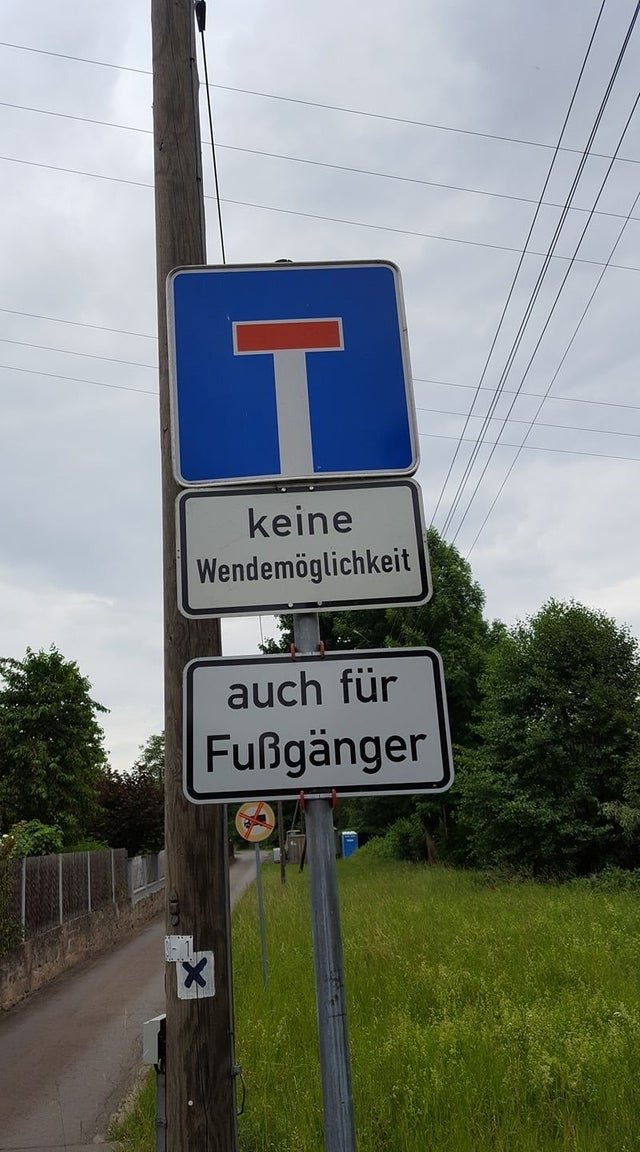 keine
Wendemöglichkeit
auch für
Fußgänger
X